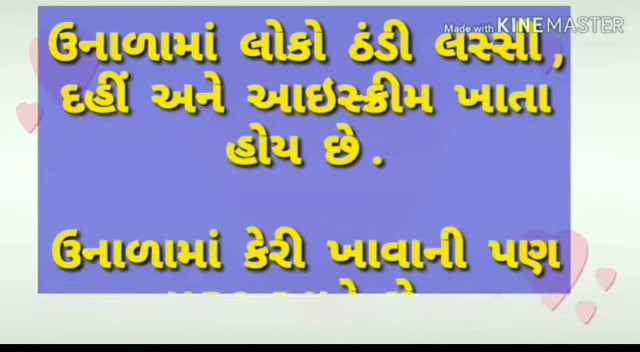 Made with KINEMASTER
ઉનાળામાં લોકો ઠંડી લસ્સી ,
દહીં અને આઇસ્ક્રીમ ખાતા
હોય છે .
ઉનાળામાં કેરી ખાવાની પણ